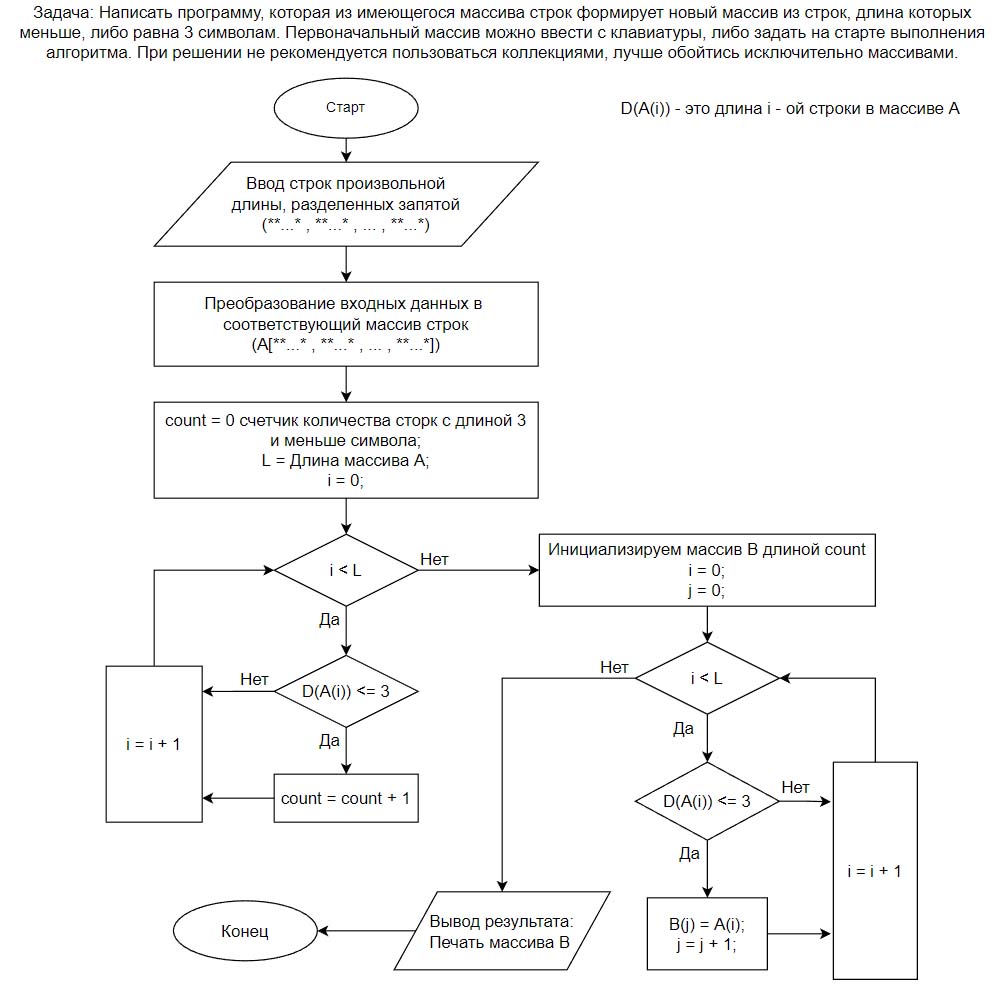 Задача: Написать программу, которая из имеющегося массива строк формирует новый массив из строк, длина которых
меньше, либо равна 3 символам. Первоначальный массив можно ввести с клавиатуры, либо задать на старте выполнения
алгоритма. При решении не рекомендуется пользоваться коллекциями, лучше обойтись исключительно массивами.
Старт
D(A(i)) - это длина i - ой строки в массиве А
Ввод строк произвольной
длины, разделенных запятой
(**...* , **...* , ... , **...*)
Преобразование входных данных в
соответствующий массив строк
(A[**...* , **...* , ... , **...*])
count = 0 счетчик количества сторк с длиной 3
и меньше символа;
L = Длина массива А;
i = 0;
i < L
Нет
Да
D(A(i)) <= 3
Нет
Да
count = count + 1
i = i + 1
Инициализируем массив B длиной count
i = 0;
j = 0;
i < L
Нет
Да
D(A(i)) <= 3
Нет
Да
B(j) = A(i);
j = j + 1;
i = i + 1
Вывод результата:
Печать массива B
Конец